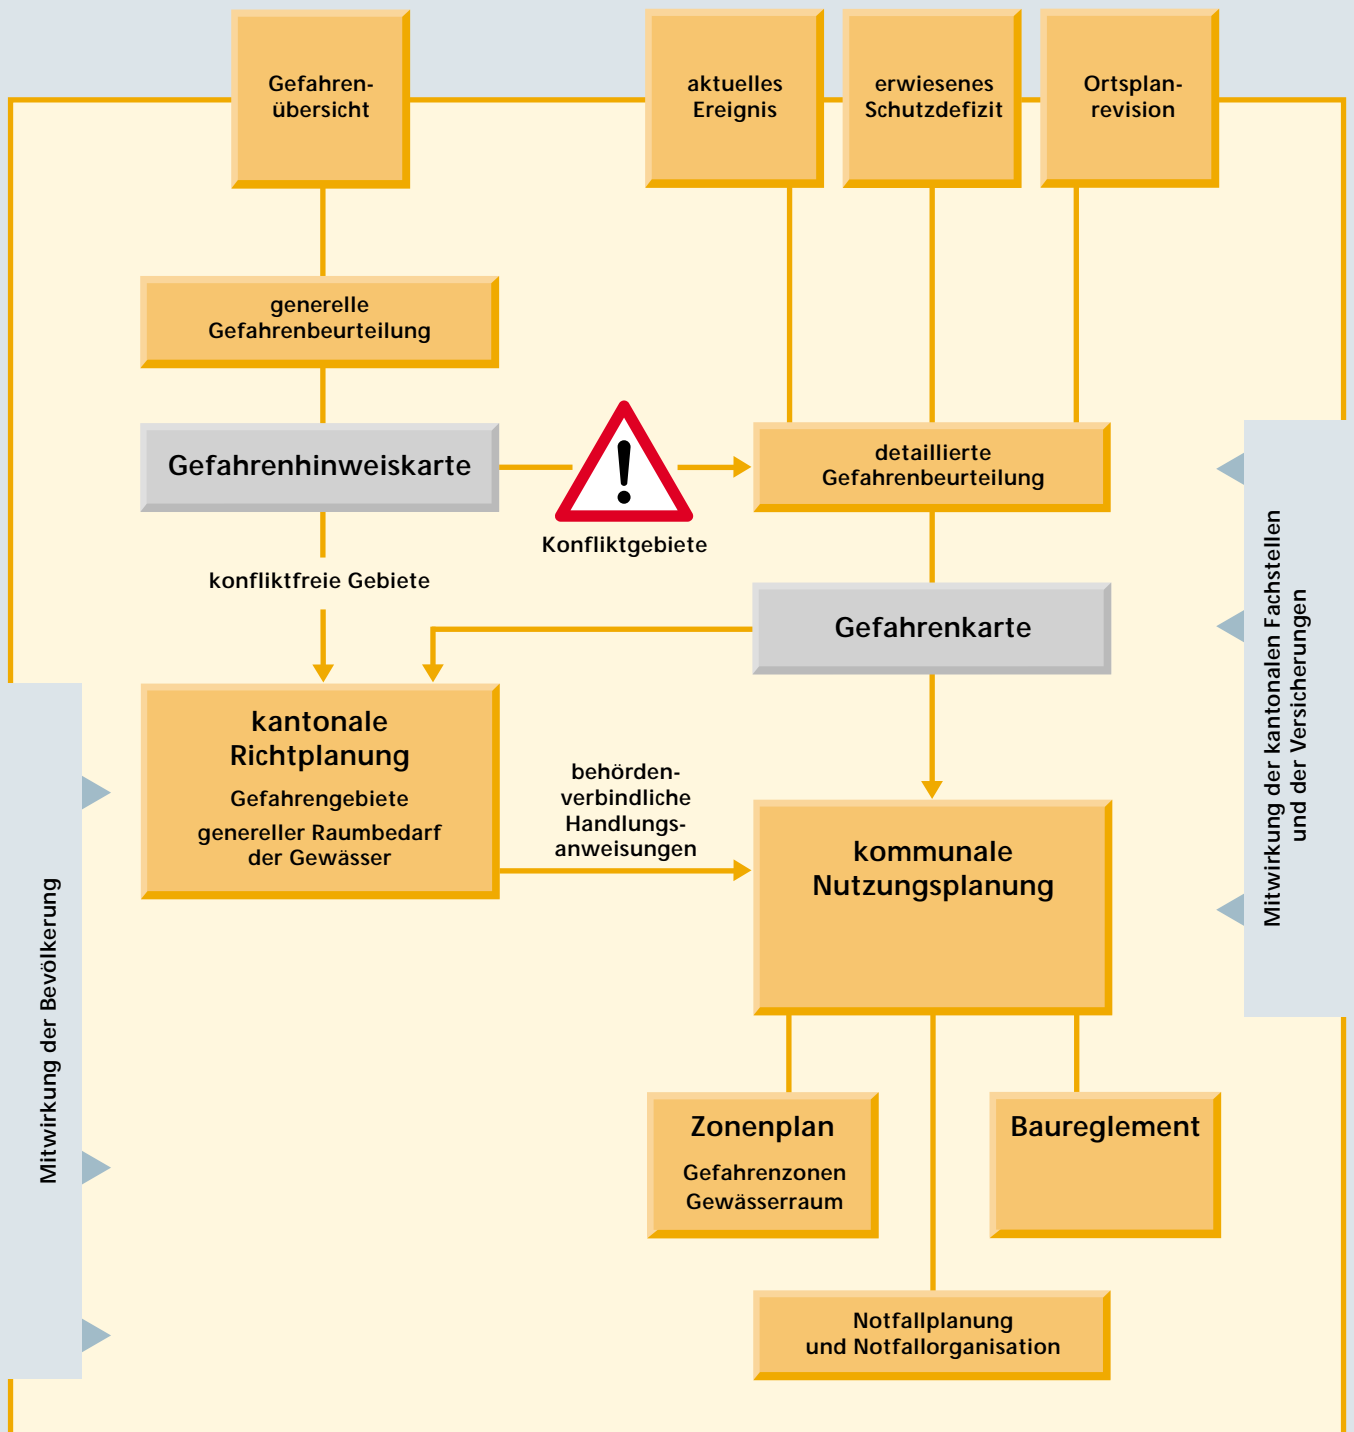 Gefahren-
übersicht
aktuelles
Ereignis
erwiesenes
Schutzdefizit
Ortsplan-
revision
generelle
Gefahrenbeurteilung
Gefahrenhinweiskarte
!
Konfliktgebiete
detaillierte
Gefahrenbeurteilung
konfliktfreie Gebiete
Gefahrenkarte
kantonale
Richtplanung
Gefahrengebiete
genereller Raumbedarf
der Gewässer
behörden-
verbindliche
Handlungs-
anweisungen
kommunale
Nutzungsplanung
Zonenplan
Gefahrenzonen
Gewässerraum
Baureglement
Notfallplanung
und Notfallorganisation
Mitwirkung der Bevölkerung
Mitwirkung der kantonalen Fachstellen
und der Versicherungen